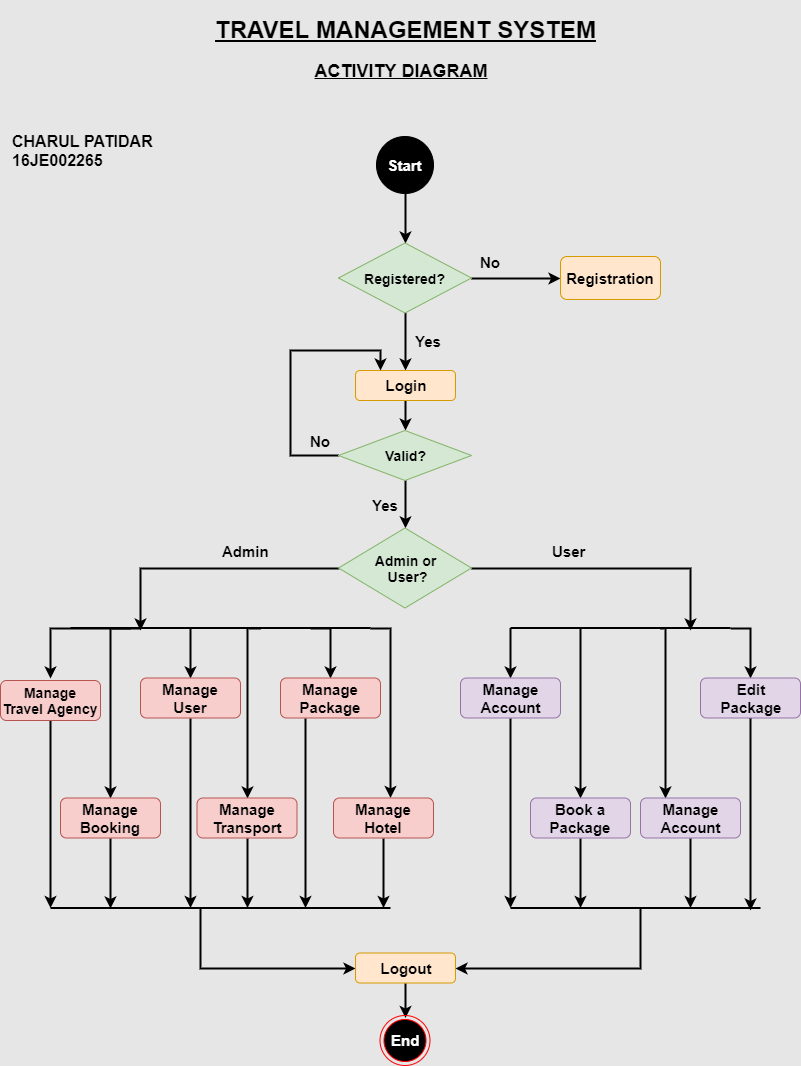 TRAVEL MANAGEMENT SYSTEM
ACTIVITY DIAGRAM
CHARUL PATIDAR
16JE002265
Start
Registered?
No
Registration
Yes
Login
No
Valid?
Yes
Admin
Admin or
User?
User
Manage
Travel Agency
Manage
User
Manage
Package
Manage
Account
Edit
Package
Manage
Booking
Manage
Transport
Manage
Hotel
Book a
Package
Manage
Account
Logout
End